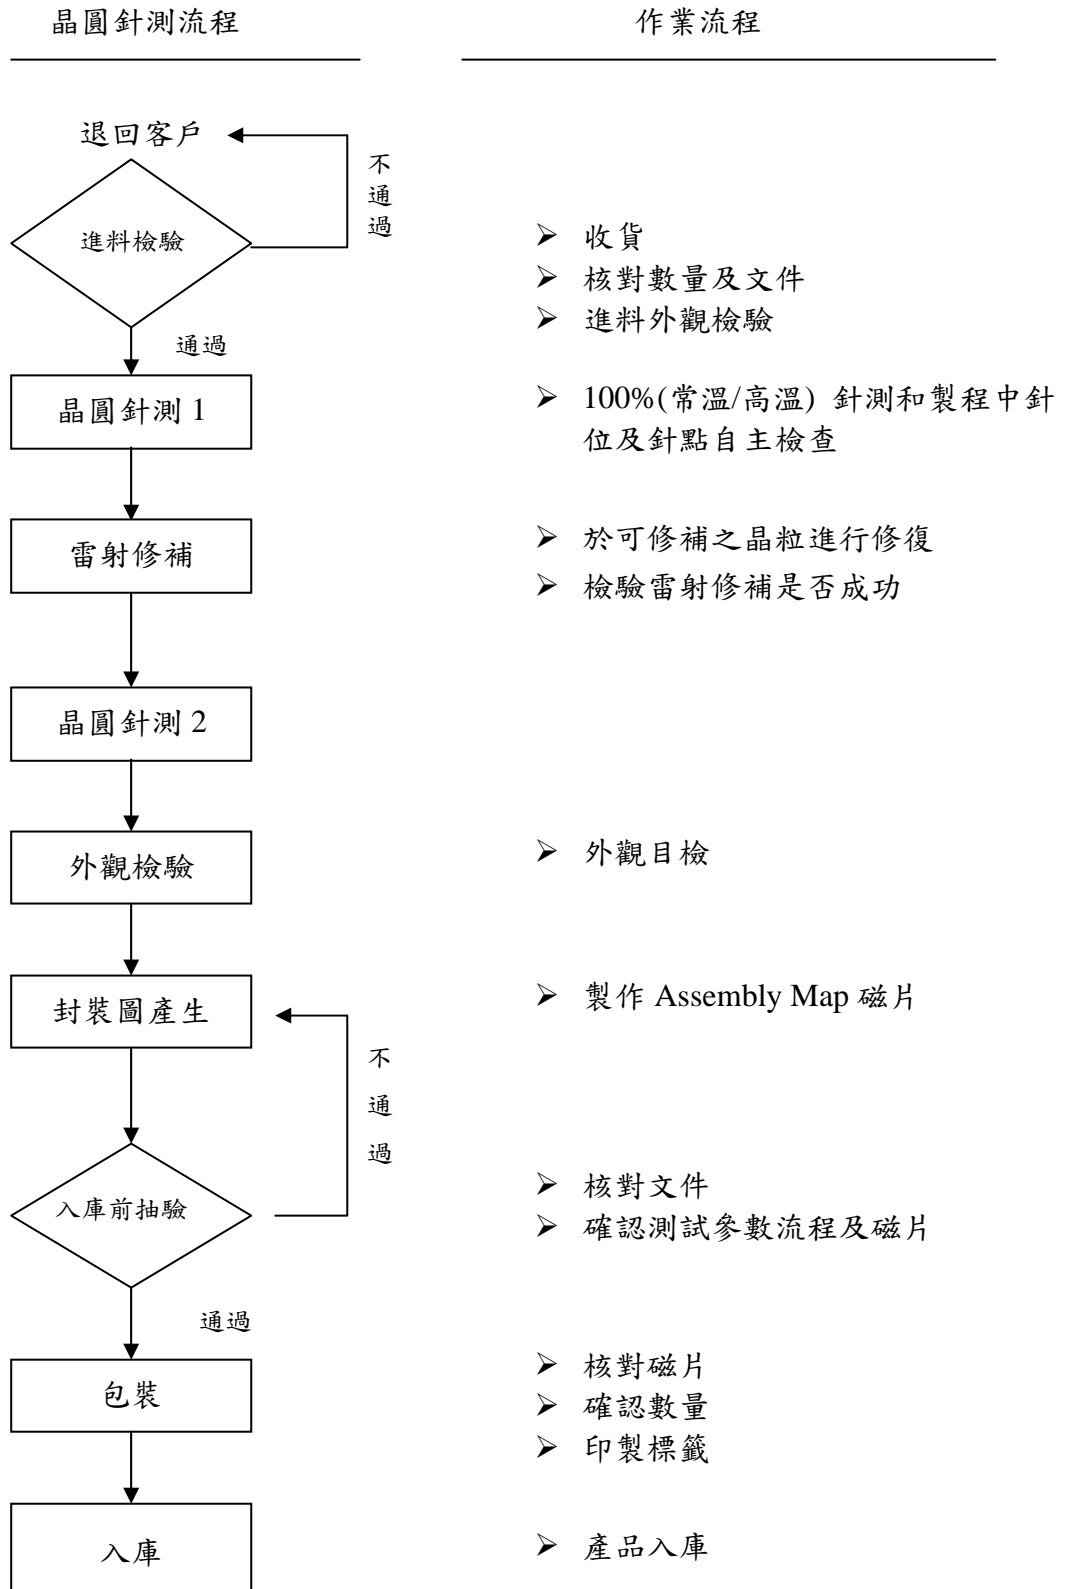 晶圓針測流程
作業流程
退回客戶
不
通
過
進料檢驗
➢ 收貨
➢ 核對數量及文件
➢ 進料外觀檢驗
通過
晶圓針測 1
➢ 100%(常溫/高溫) 針測和製程中針
位及針點自主檢查
雷射修補
➢ 於可修補之晶粒進行修復
➢ 檢驗雷射修補是否成功
晶圓針測 2
外觀檢驗
➢ 外觀目檢
封裝圖產生
➢ 製作 Assembly Map 磁片
不
通
過
入庫前抽驗
➢ 核對文件
➢ 確認測試參數流程及磁片
通過
包裝
➢ 核對磁片
➢ 確認數量
➢ 印製標籤
入庫
➢ 產品入庫